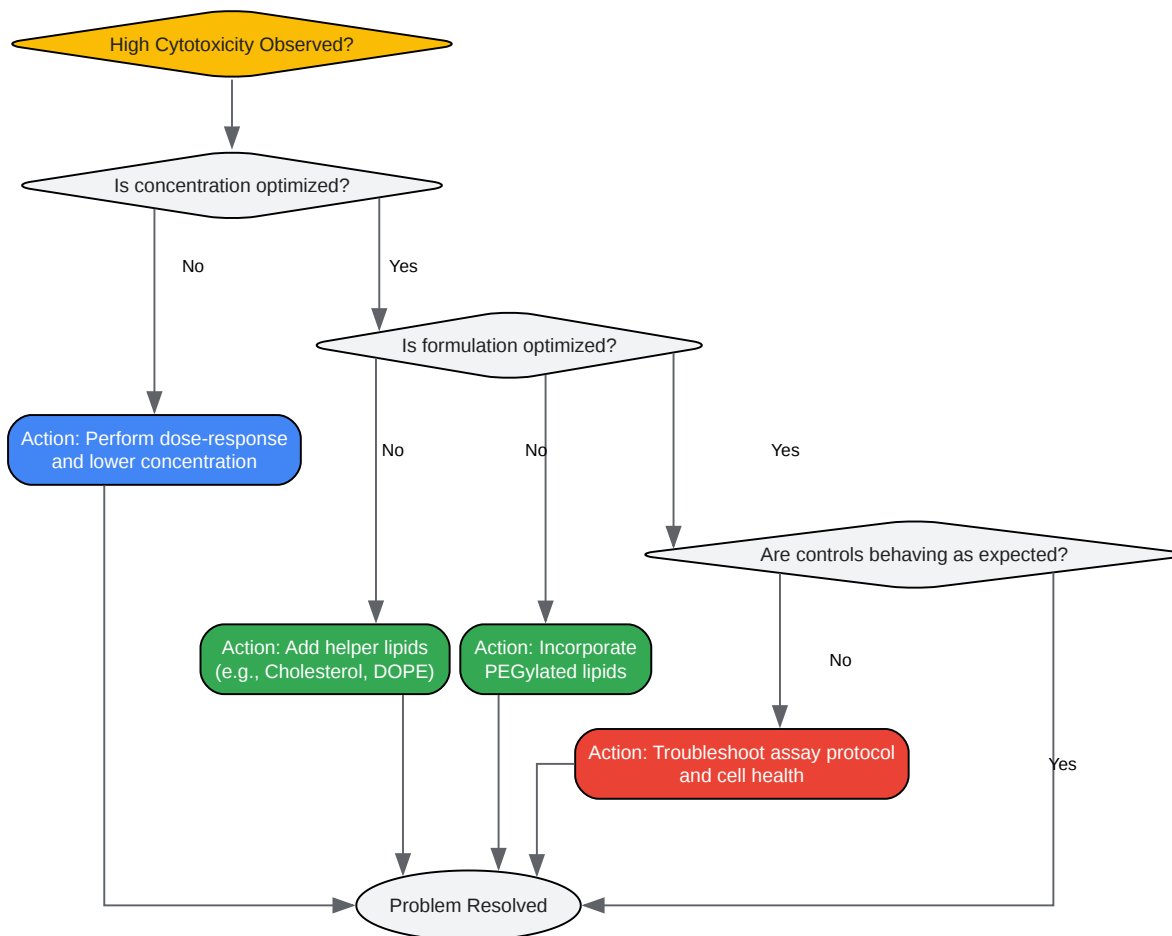 High Cytotoxicity Observed?
Is concentration optimized?
No
Yes
Is formulation optimized?
Action: Perform dose-response
and lower concentration
No
No
Yes
Are controls behaving as expected?
Action: Add helper lipids
(e.g., Cholesterol, DOPE)
Action: Incorporate
PEGylated lipids
No
Action: Troubleshoot assay protocol
and cell health
Yes
Problem Resolved